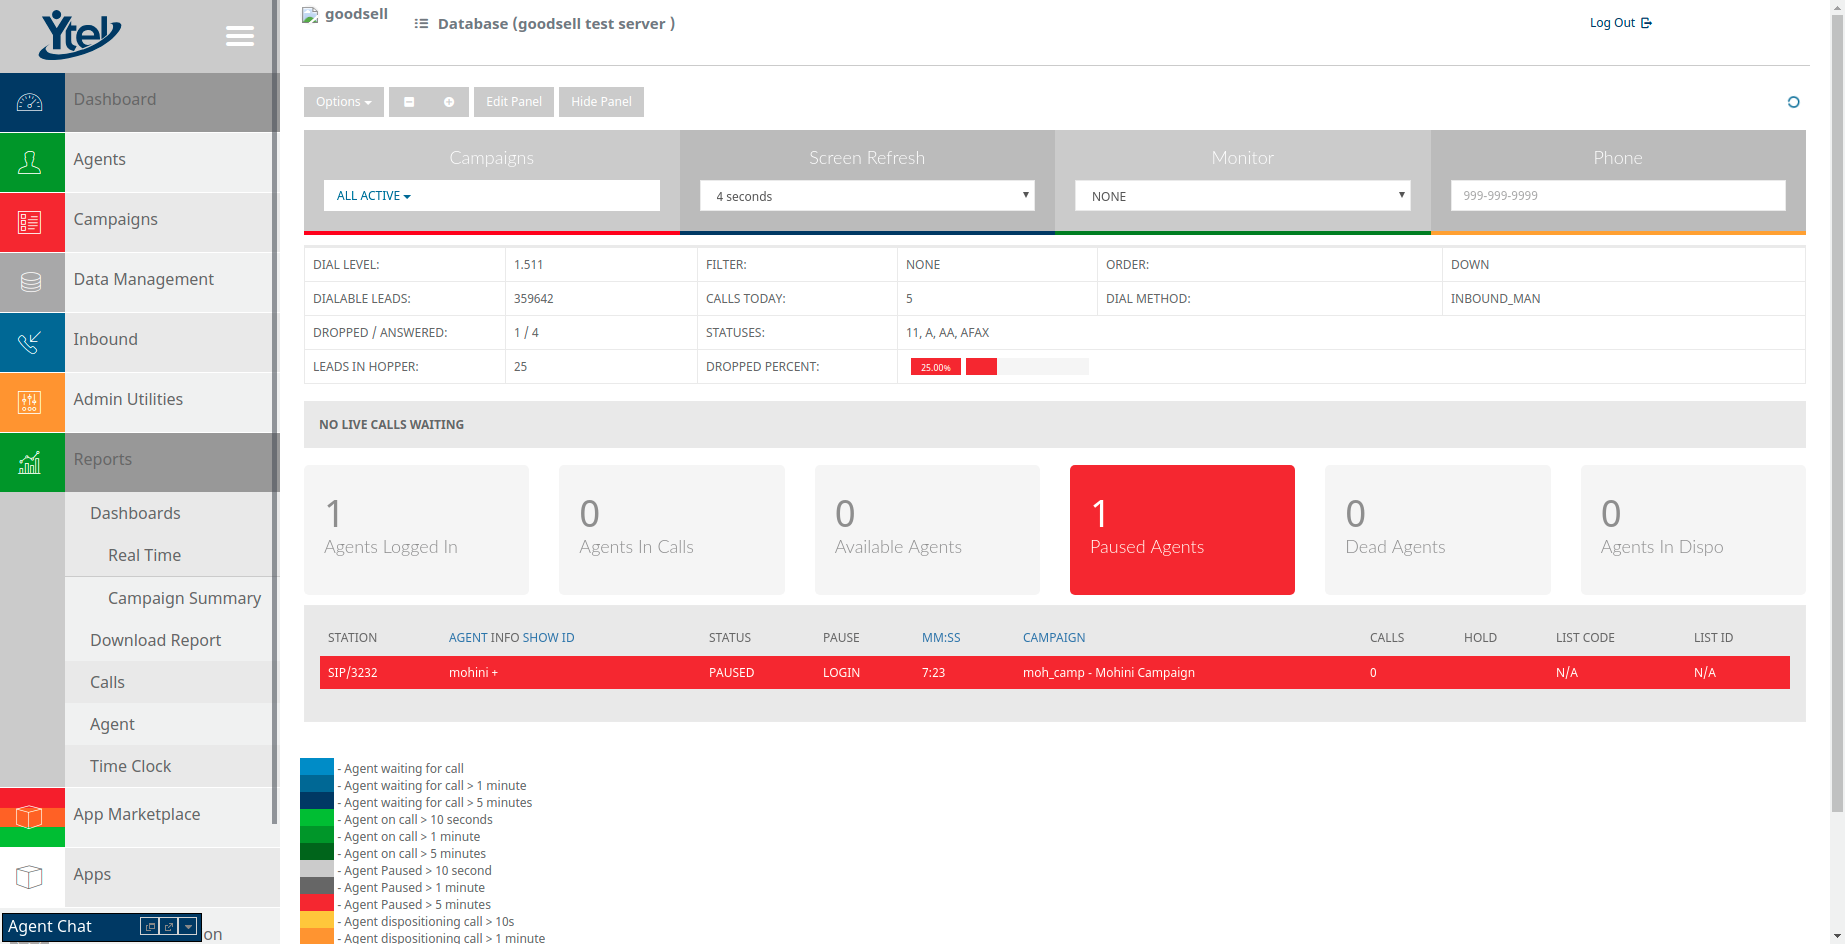 Ytel
goodsell
Database (goodsell test server )
Log Out
Dashboard
Agents
Campaigns
Data Management
Inbound
Admin Utilities
Reports
Dashboards
Real Time
Campaign Summary
Download Report
Calls
Agent
Time Clock
App Marketplace
Apps
on
Agent Chat
Options
Edit Panel
Hide Panel
Campaigns
Screen Refresh
Monitor
Phone
ALL ACTIVE
4 seconds
NONE
999-999-9999
DIAL LEVEL: 1.511 FILTER: NONE ORDER: DOWN
DIALABLE LEADS: 359642 CALLS TODAY: 5 DIAL METHOD: INBOUND_MAN
DROPPED / ANSWERED: 1 / 4 STATUSES: 11, A, AA, AFAX
LEADS IN HOPPER: 25 DROPPED PERCENT: 25.00%
NO LIVE CALLS WAITING
1
Agents Logged In
0
Agents In Calls
0
Available Agents
1
Paused Agents
0
Dead Agents
0
Agents In Dispo
STATION AGENT INFO SHOW ID STATUS PAUSE MM:SS CAMPAIGN CALLS HOLD LIST CODE LIST ID
SIP/3232 mohini + PAUSED LOGIN 7:23 moh_camp - Mohini Campaign 0 N/A N/A
- Agent waiting for call
- Agent waiting for call > 1 minute
- Agent waiting for call > 5 minutes
- Agent on call > 10 seconds
- Agent on call > 1 minute
- Agent on call > 5 minutes
- Agent Paused > 10 second
- Agent Paused > 1 minute
- Agent Paused > 5 minutes
- Agent dispositioning call > 10s
- Agent dispositioning call > 1 minute